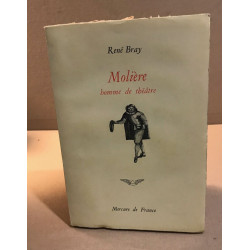 René Bray
Molière
homme de théâtre
Mercure de France